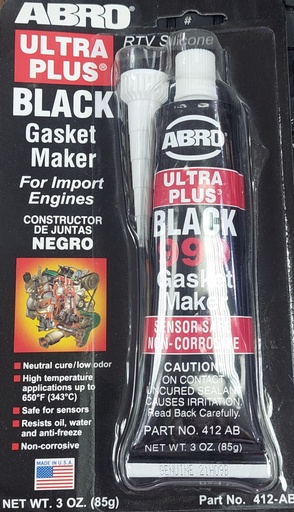 ABRO
#
RTV Silicone
ULTRA
PLUS®
BLACK
Gasket
Maker
For Import
Engines
CONSTRUCTOR
DE JUNTAS
NEGRO
Neutral cure/low odor
High temperature
applications up to
650°F (343°C)
Safe for sensors
Resists oil, water
and anti-freeze
Non-corrosive
MADE IN U.S.A.
NET WT. 3 OZ. (85g)
ABRO
ULTRA
PLUS
BLACK
999
Gasket
Maker
SENSOR SAFE
NON-CORROSIVE
CAUTION
ON CONTACT
UNCURED SEALANT
CAUSES IRRITATION
Read Back Carefully.
PART NO. 412 AB
NET WT. 3 OZ. (85g)
GENUINE
Part No. 412-AB